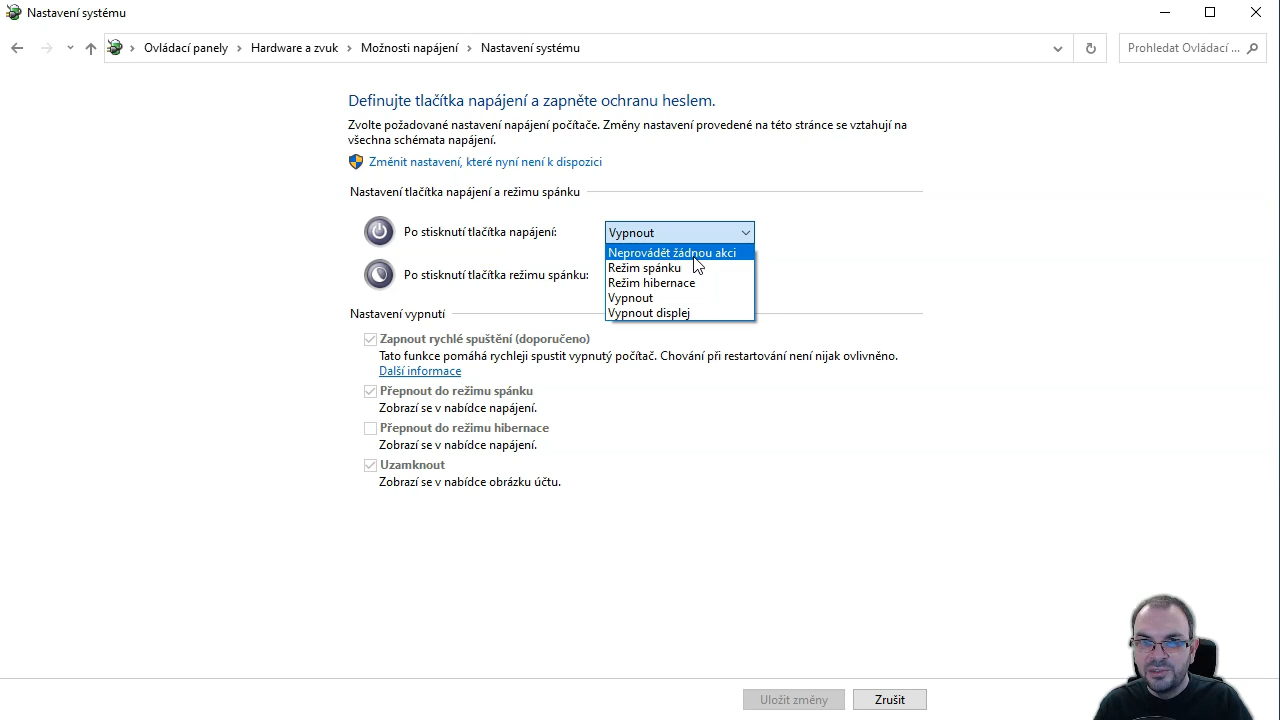 Nastavení systému
Ovládací panely > Hardware a zvuk > Možnosti napájení > Nastavení systému
Prohledat Ovládací ...
Definujte tlačítka napájení a zapněte ochranu heslem.
Zvolte požadované nastavení napájení počítače. Změny nastavení provedené na této stránce se vztahují na
všechna schémata napájení.
Změnit nastavení, které nyní není k dispozici
Nastavení tlačítka napájení a režimu spánku
Po stisknutí tlačítka napájení:
Vypnout
Neprovádět žádnou akci
Režim spánku
Režim hibernace
Vypnout
Vypnout displej
Po stisknutí tlačítka režimu spánku:
Nastavení vypnutí
Zapnout rychlé spuštění (doporučeno)
Tato funkce pomáhá rychleji spustit vypnutý počítač. Chování při restartování není nijak ovlivněno.
Další informace
Přepnout do režimu spánku
Zobrazí se v nabídce napájení.
Přepnout do režimu hibernace
Zobrazí se v nabídce napájení.
Uzamknout
Zobrazí se v nabídce obrázku účtu.
Uložit změny
Zrušit